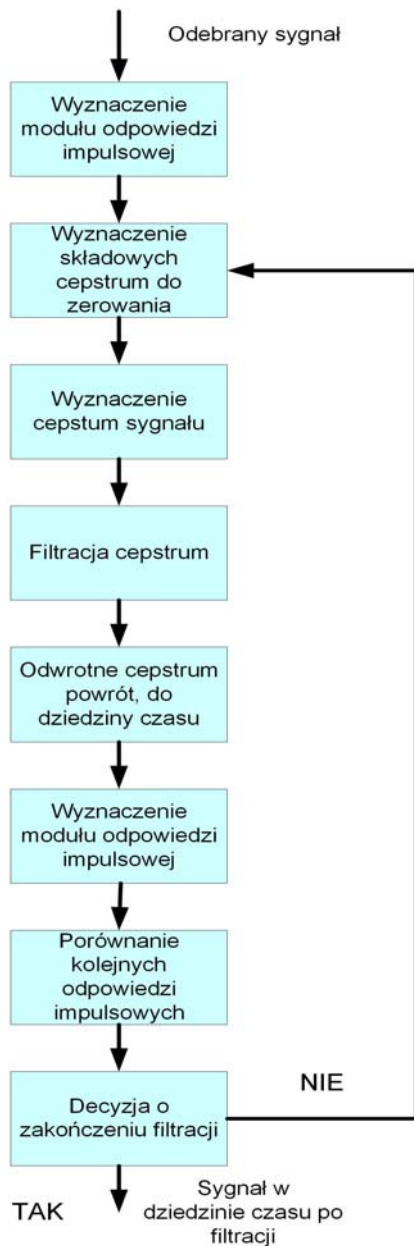 Odebrany sygnał
Wyznaczenie
modułu odpowiedzi
impulsowej
Wyznaczenie
składowych
cepstrum do
zerowania
Wyznaczenie
cepstum sygnału
Filtracja cepstrum
Odwrotne cepstrum
powrót, do
dziedziny czasu
Wyznaczenie
modułu odpowiedzi
impulsowej
Porównanie
kolejnych
odpowiedzi
impulsowych
NIE
Decyzja o
zakończeniu filtracji
TAK
Sygnał w
dziedzinie czasu po
filtracji